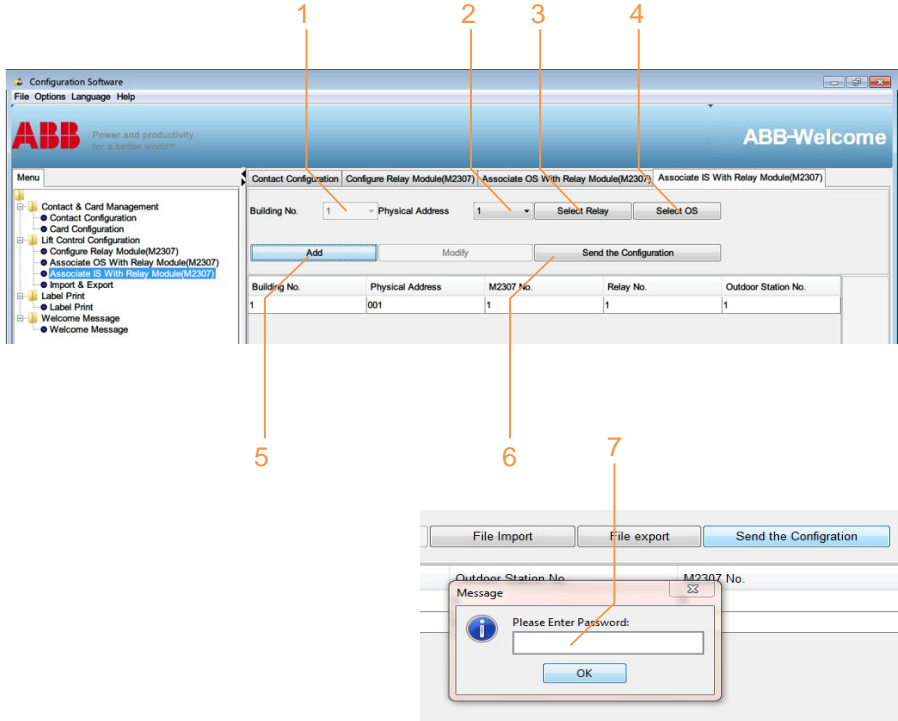 1 2 3 4
Configuration Software
File Options Language Help
ABB Power and productivity
for a better world™
ABB-Welcome
Menu
Contact & Card Management
Contact Configuration
Card Configuration
Lift Control Configuration
Configure Relay Module(M2307)
Associate OS With Relay Module(M2307)
Associate IS With Relay Module(M2307)
Import & Export
Label Print
Label Print
Welcome Message
Welcome Message
Contact Configuration Configure Relay Module(M2307) Associate OS With Relay Module(M2307) Associate IS With Relay Module(M2307)
Building No. 1 Physical Address 1 Select Relay Select OS
Add Modify Send the Configuration
Building No. Physical Address M2307 No. Relay No. Outdoor Station No.
1 001 1 1 1
5 6 7
File Import File export Send the Configration
Outdoor Station No. M2307 No.
Message
Please Enter Password:
OK